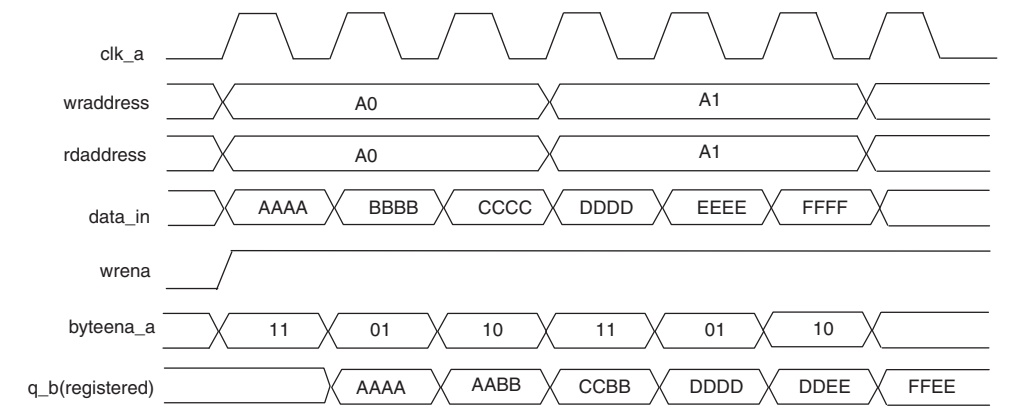 clk_a
wraddress A0 A1
rdaddress A0 A1
data_in AAAA BBBB CCCC DDDD EEEE FFFF
wrena
byteena_a 11 01 10 11 01 10
q_b(registered) AAAA AABB CCBB DDDD DDEE FFEE